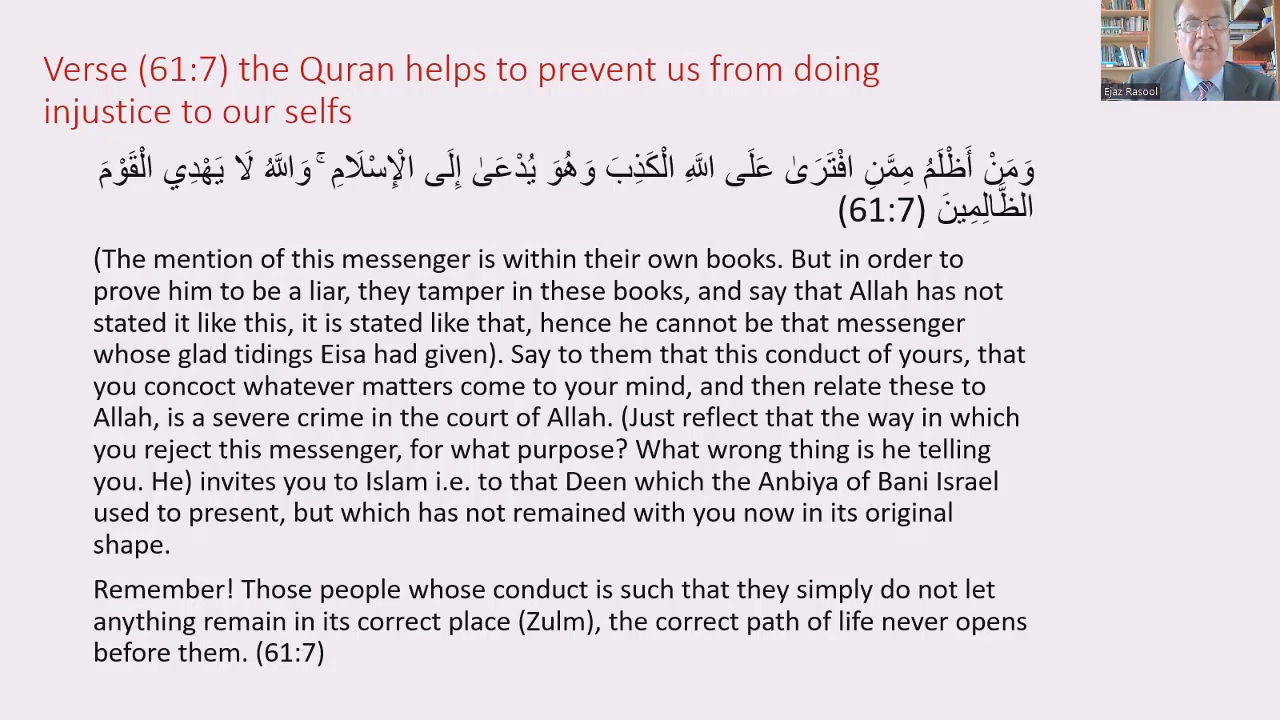 Verse (61:7) the Quran helps to prevent us from doing
injustice to our selfs
وَمَنْ أَظْلَمُ مِمَّنِ افْتَرَىٰ عَلَى اللَّهِ الْكَذِبَ وَهُوَ يُدْعَىٰ إِلَى الْإِسْلَامِ ۚ وَاللَّهُ لَا يَهْدِي الْقَوْمَ
الظَّالِمِينَ (61:7)
(The mention of this messenger is within their own books. But in order to
prove him to be a liar, they tamper in these books, and say that Allah has not
stated it like this, it is stated like that, hence he cannot be that messenger
whose glad tidings Eisa had given). Say to them that this conduct of yours, that
you concoct whatever matters come to your mind, and then relate these to
Allah, is a severe crime in the court of Allah. (Just reflect that the way in which
you reject this messenger, for what purpose? What wrong thing is he telling
you. He) invites you to Islam i.e. to that Deen which the Anbiya of Bani Israel
used to present, but which has not remained with you now in its original
shape.
Remember! Those people whose conduct is such that they simply do not let
anything remain in its correct place (Zulm), the correct path of life never opens
before them. (61:7)
Ejaz Rasool